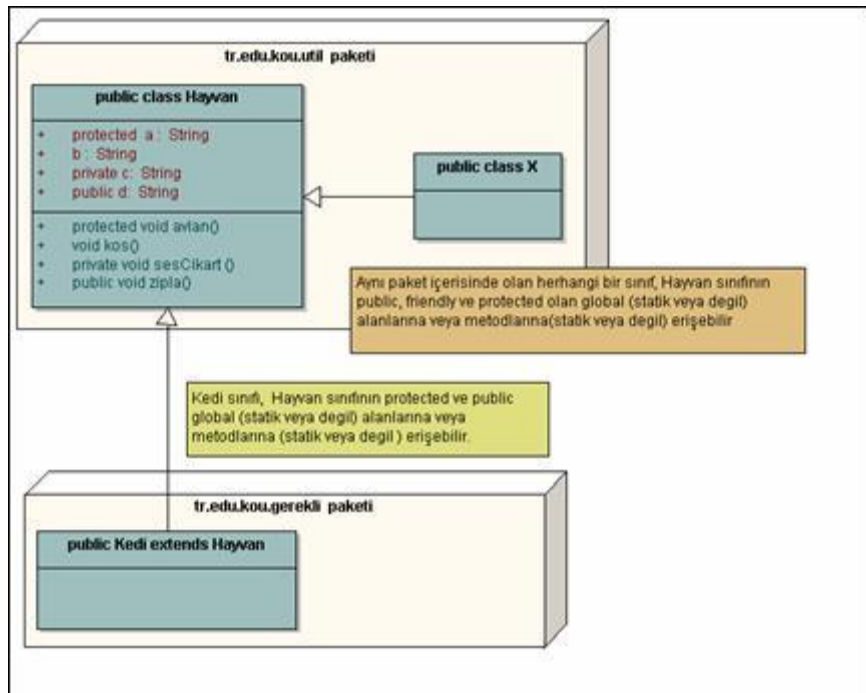 tr.edu.kou.util paketi
public class Hayvan
+ protected a : String
+ b : String
+ private c: String
+ public d: String
+ protected void avlan()
+ void kos()
+ private void sesCikart ()
+ public void zipla()
public class X
Aynı paket içerisinde olan herhangi bir sınıf, Hayvan sınıfının
public, friendly ve protected olan global (statik veya degil)
alanlarına veya metodlarına(statik veya degil) erişebilir
Kedi sınıfı, Hayvan sınıfının protected ve public
global (statik veya degil) alanlarına veya
metodlarına (statik veya degil ) erişebilir.
tr.edu.kou.gerekli paketi
public Kedi extends Hayvan